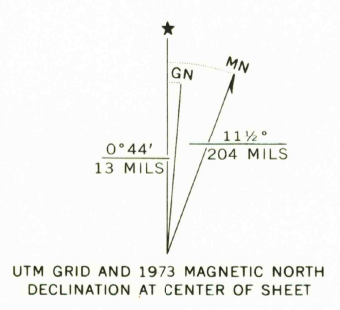 ★
GN
MN
0°44′
13 MILS
11½°
204 MILS
UTM GRID AND 1973 MAGNETIC NORTH
DECLINATION AT CENTER OF SHEET